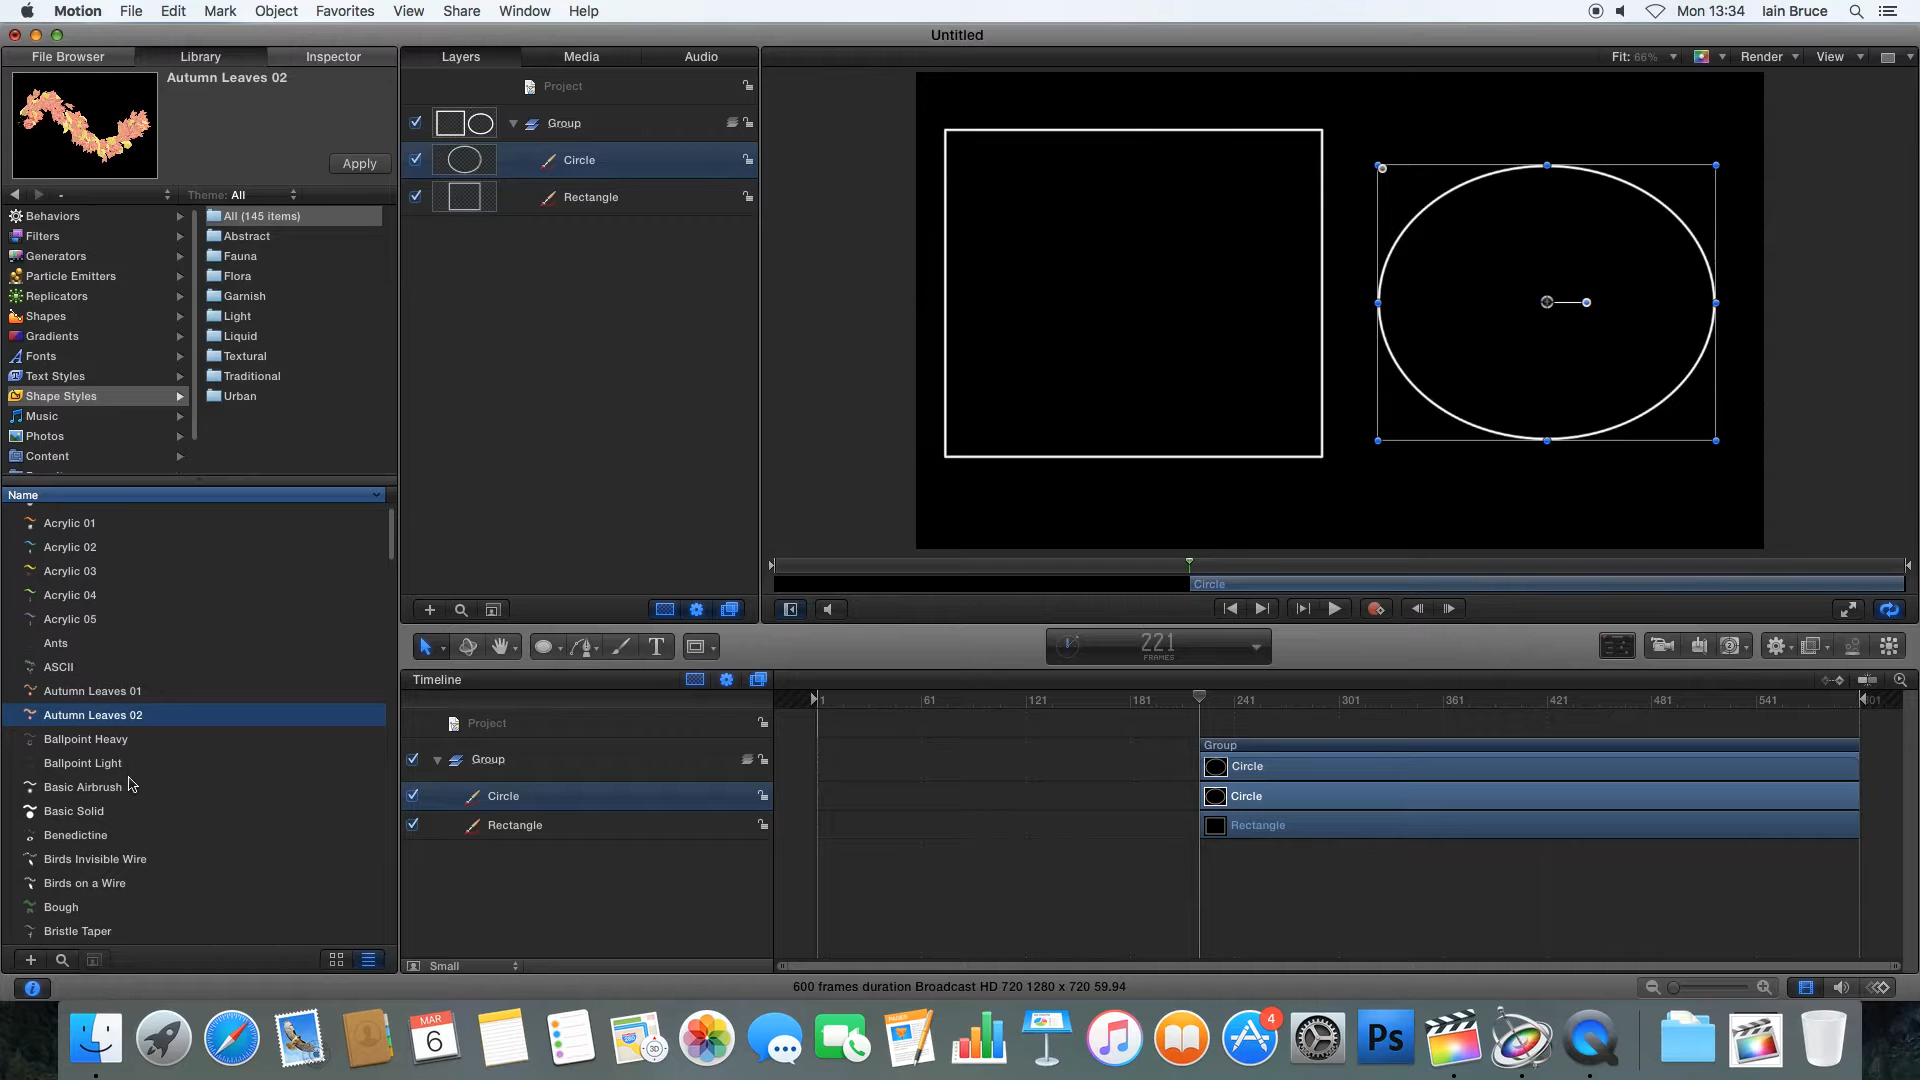 Motion File Edit Mark Object Favorites View Share Window Help Mon 13:34 Iain Bruce
Untitled
File Browser Library Inspector
Layers Media Audio
Fit: 66% Render View
Autumn Leaves 02
Apply
Theme: All
Behaviors
Filters
Generators
Particle Emitters
Replicators
Shapes
Gradients
Fonts
Text Styles
Shape Styles
Music
Photos
Content
All (145 items)
Abstract
Fauna
Flora
Garnish
Light
Liquid
Textural
Traditional
Urban
Name
Acrylic 01
Acrylic 02
Acrylic 03
Acrylic 04
Acrylic 05
Ants
ASCII
Autumn Leaves 01
Autumn Leaves 02
Ballpoint Heavy
Ballpoint Light
Basic Airbrush
Basic Solid
Benedictine
Birds Invisible Wire
Birds on a Wire
Bough
Bristle Taper
Project
Group
Circle
Rectangle
Circle
T
221
FRAMES
Timeline
1 61 121 181 241 301 361 421 481 541
Project
Group
Circle
Rectangle
Group
Circle
Circle
Rectangle
Small
600 frames duration Broadcast HD 720 1280 x 720 59.94
MAR
6
3D
PAGES
4
Ps